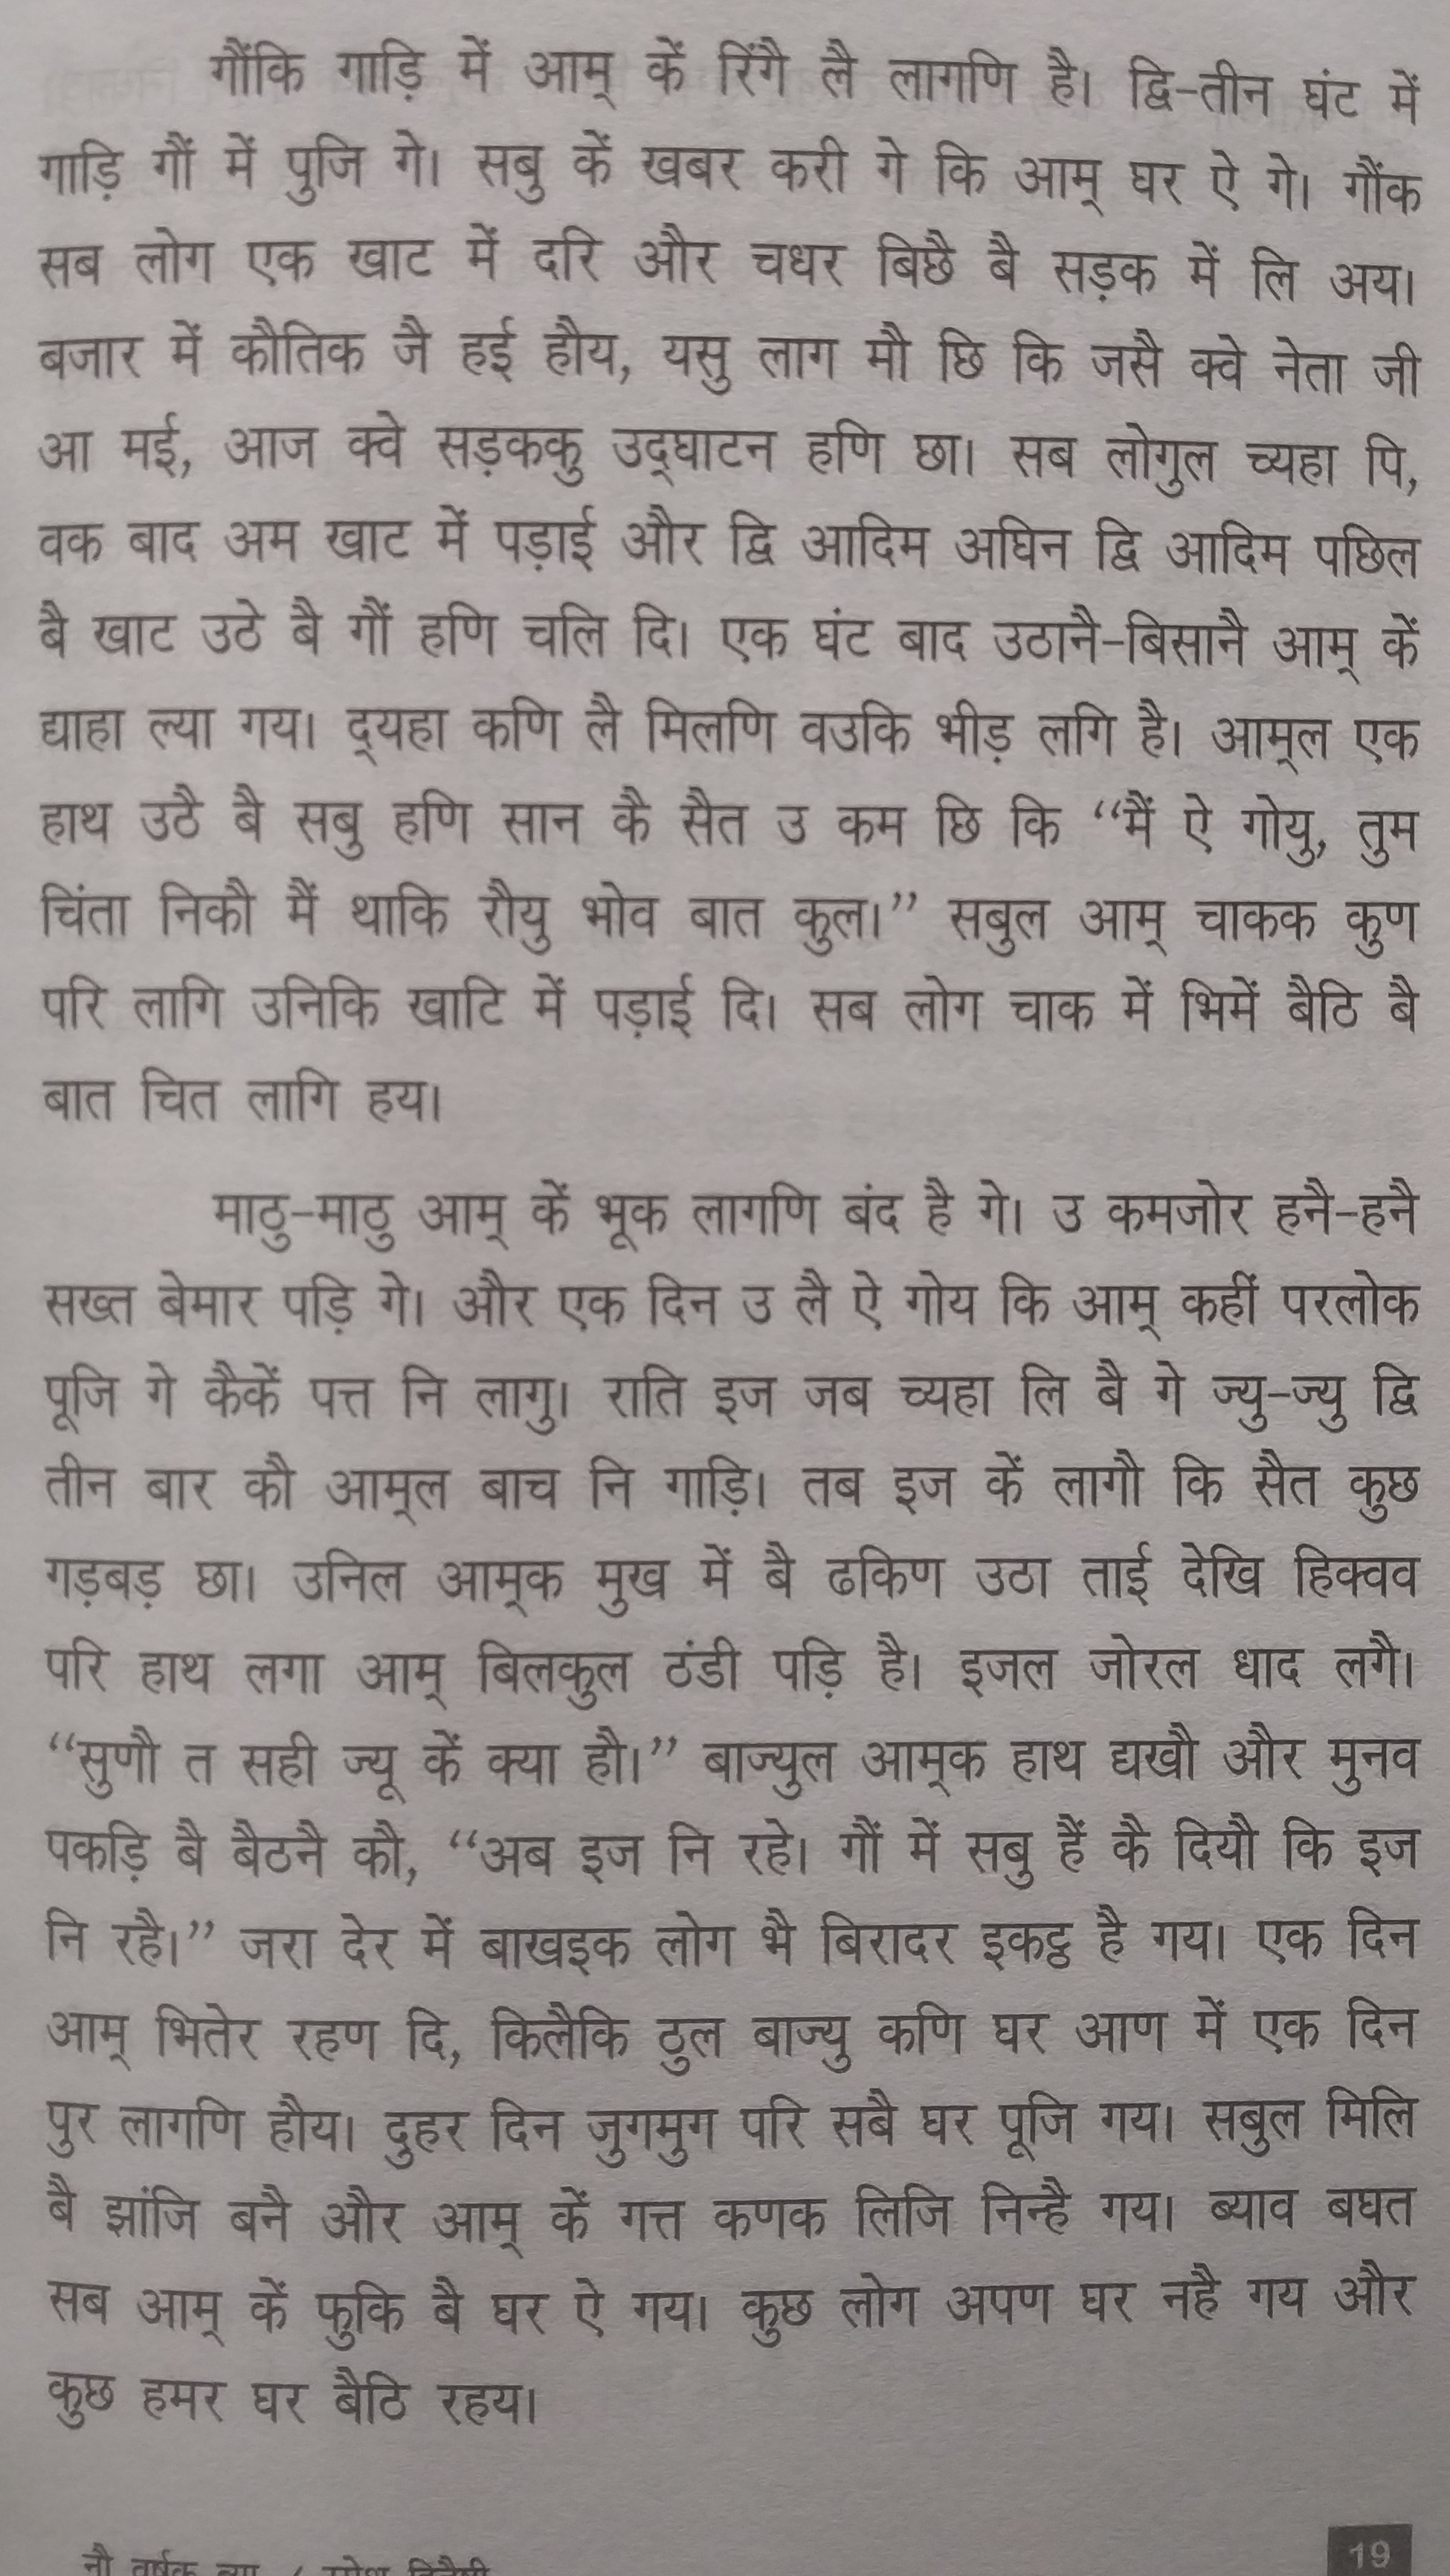 गौंकि गाड़ि में आम् कें रिंगै लै लागणि है। द्वि-तीन घंट में
गाड़ि गौं में पुजि गे। सबु कें खबर करी गे कि आम् घर ऐ गे। गौंक
सब लोग एक खाट में दरि और चधर बिछै बै सड़क में लि अय।
बजार में कौतिक जै हई हौय, यसु लाग मौ छि कि जसै क्वे नेता जी
आ मई, आज क्वे सड़ककु उद्घाटन हणि छा। सब लोगुल च्यहा पि,
वक बाद अम खाट में पड़ाई और द्वि आदिम अघिन द्वि आदिम पछिल
बै खाट उठे बै गौं हणि चलि दि। एक घंट बाद उठानै-बिसानै आम् कें
द्याहा ल्या गय। द्यहा कणि लै मिलणि वउकि भीड़ लगि है। आम्ल एक
हाथ उठै बै सबु हणि सान कै सैत उ कम छि कि “मैं ऐ गोयु, तुम
चिंता निकौ मैं थाकि रौयु भोव बात कुल।” सबुल आम् चाकक कुण
परि लागि उनिकि खाटि में पड़ाई दि। सब लोग चाक में भिमें बैठि बै
बात चित लागि हय।
माठु-माठु आम् कें भूक लागणि बंद है गे। उ कमजोर हनै-हनै
सख्त बेमार पड़ि गे। और एक दिन उ लै ऐ गोय कि आम् कहीं परलोक
पूजि गे कैकें पत्त नि लागु। राति इज जब च्यहा लि बै गे ज्यु-ज्यु द्वि
तीन बार कौ आम्ल बाच नि गाड़ि। तब इज कें लागौ कि सैत कुछ
गड़बड़ छा। उनिल आम्क मुख में बै ढकिण उठा ताई देखि हिक्वव
परि हाथ लगा आम् बिलकुल ठंडी पड़ि है। इजल जोरल धाद लगै।
“सुणौ त सही ज्यू कें क्या हौ।” बाज्युल आम्क हाथ द्यखौ और मुनव
पकड़ि बै बैठनै कौ, “अब इज नि रहे। गौं में सबु हैं कै दियौ कि इज
नि रहै।” जरा देर में बाखइक लोग भै बिरादर इकट्ठ है गय। एक दिन
आम् भितेर रहण दि, किलैकि ठुल बाज्यु कणि घर आण में एक दिन
पुर लागणि हौय। दुहर दिन जुगमुग परि सबै घर पूजि गय। सबुल मिलि
बै झांजि बनै और आम् कें गत्त कणक लिजि निन्है गय। ब्याव बघत
सब आम् कें फुकि बै घर ऐ गय। कुछ लोग अपण घर नहै गय और
कुछ हमर घर बैठि रहय।
19